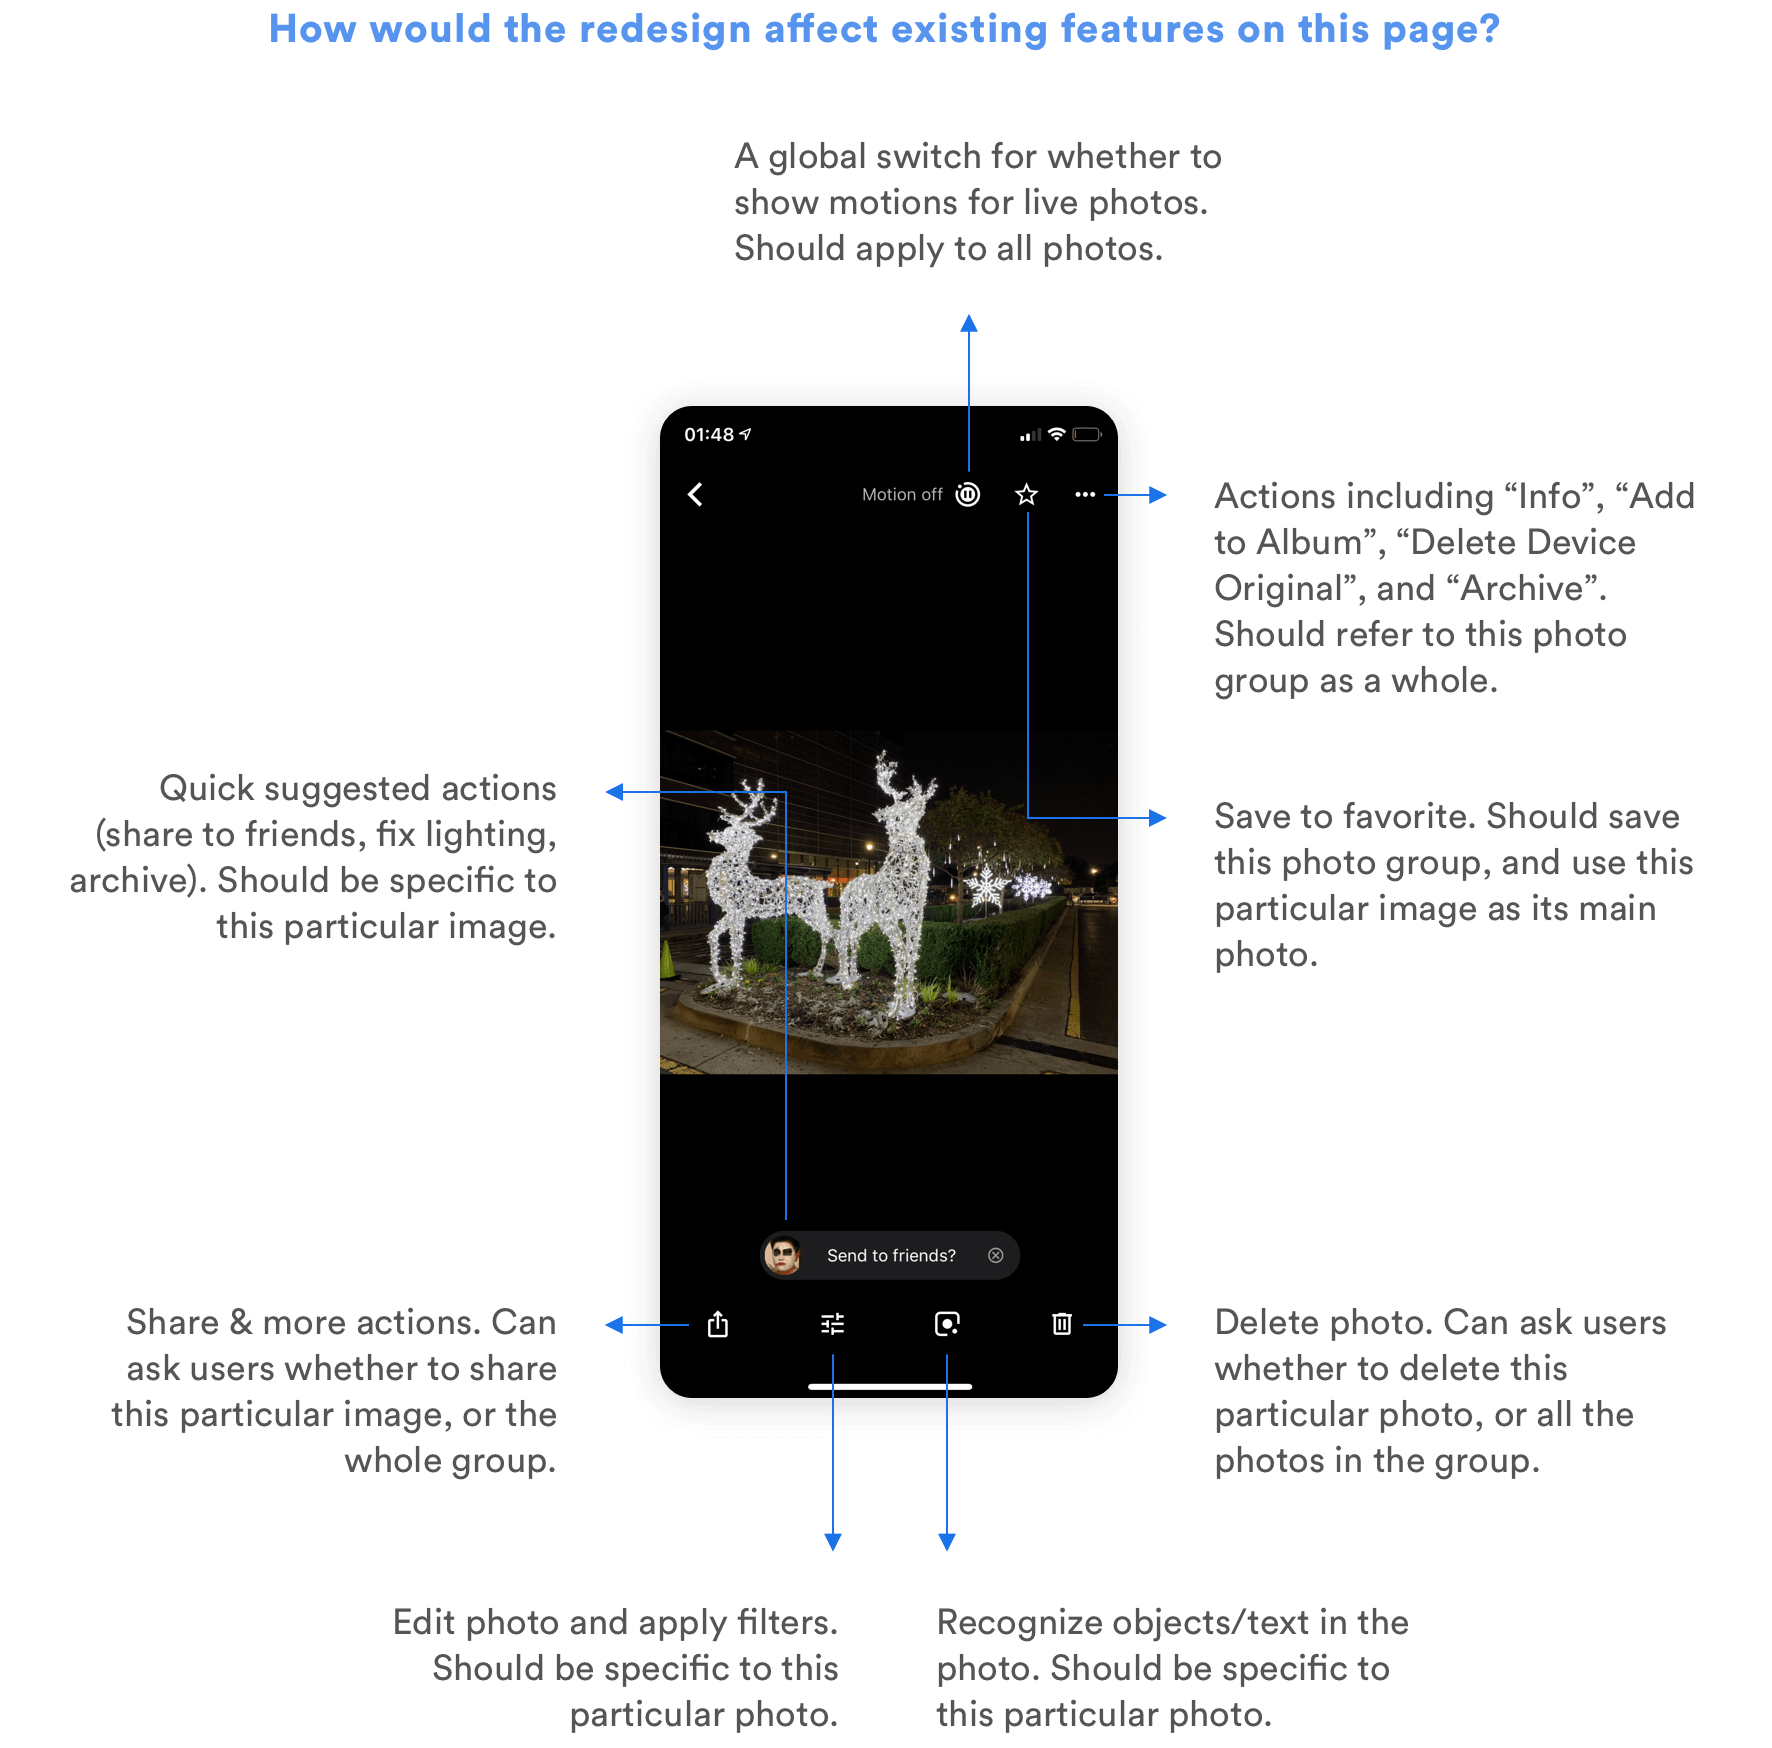 How would the redesign affect existing features on this page?
A global switch for whether to
show motions for live photos.
Should apply to all photos.
01:48
Motion off
Actions including “Info”, “Add
to Album”, “Delete Device
Original”, and “Archive”.
Should refer to this photo
group as a whole.
Quick suggested actions
(share to friends, fix lighting,
archive). Should be specific to
this particular image.
Save to favorite. Should save
this photo group, and use this
particular image as its main
photo.
Send to friends?
Share & more actions. Can
ask users whether to share
this particular image, or the
whole group.
Delete photo. Can ask users
whether to delete this
particular photo, or all the
photos in the group.
Edit photo and apply filters.
Should be specific to this
particular photo.
Recognize objects/text in the
photo. Should be specific to
this particular photo.